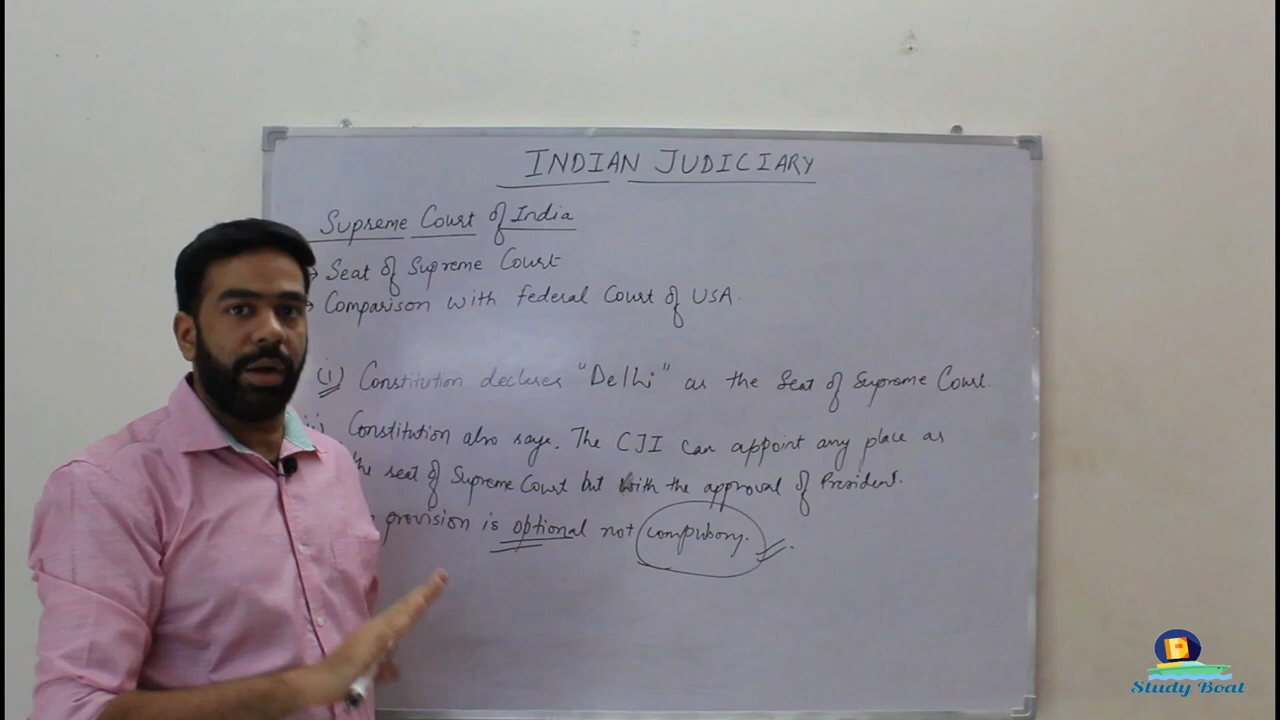 INDIAN JUDICIARY
Supreme Court of India
→ Seat of Supreme Court
→ Comparison with federal Court of USA.
(i) Constitution declares "Delhi" as the Seat of Supreme Court.
Constitution also says. The CJI can appoint any place as
the seat of Supreme Court but with the approval of President.
provision is optional not compulsory.
Study Boat